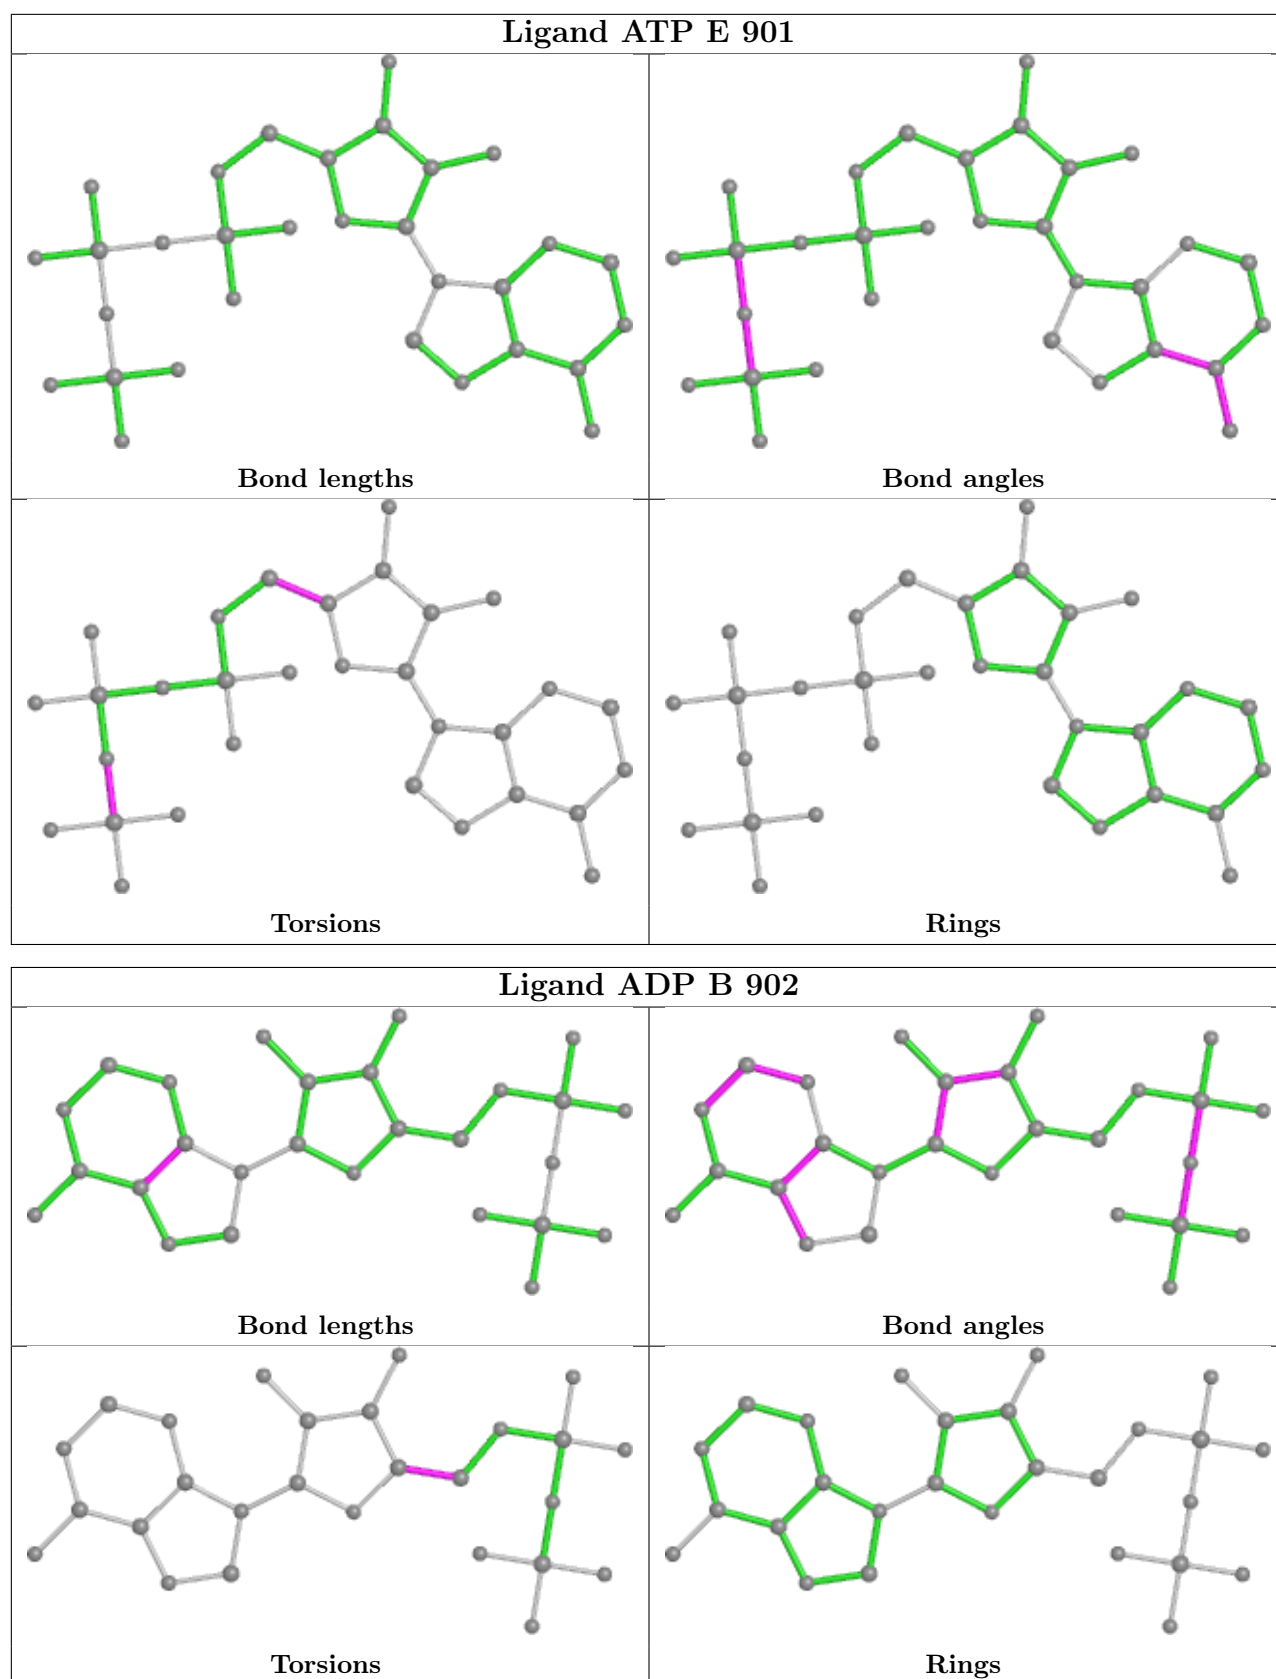 Ligand ATP E 901
Bond lengths
Bond angles
Torsions
Rings
Ligand ADP B 902
Bond lengths
Bond angles
Torsions
Rings